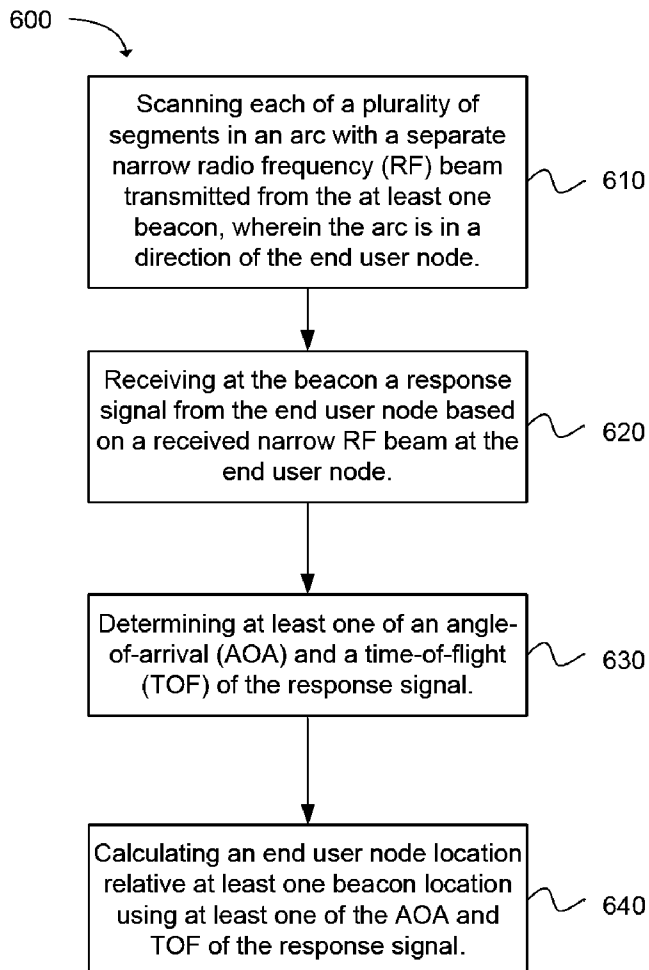 600
Scanning each of a plurality of
segments in an arc with a separate
narrow radio frequency (RF) beam
transmitted from the at least one
beacon, wherein the arc is in a
direction of the end user node.
610
Receiving at the beacon a response
signal from the end user node based
on a received narrow RF beam at the
end user node.
620
Determining at least one of an angle-
of-arrival (AOA) and a time-of-flight
(TOF) of the response signal.
630
Calculating an end user node location
relative at least one beacon location
using at least one of the AOA and
TOF of the response signal.
640